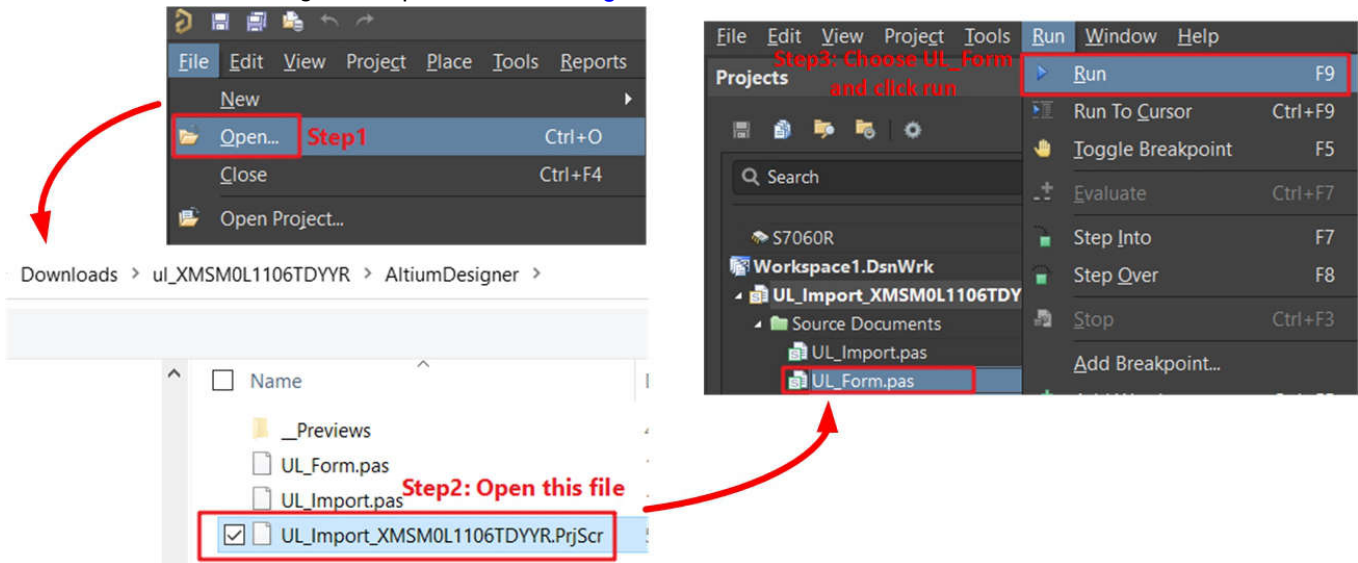 File Edit View Project Place Tools Reports
New
Open... Step1 Ctrl+O
Close Ctrl+F4
Open Project...
Downloads > ul_XMSM0L1106TDYYR > AltiumDesigner >
Name
__Previews
UL_Form.pas
UL_Import.pas
Step2: Open this file
UL_Import_XMSM0L1106TDYYR.PrjScr
File Edit View Project Tools Run Window Help
Step3: Choose UL_Form
and click run
Projects
Search
S7060R
Workspace1.DsnWrk
UL_Import_XMSM0L1106TDY
Source Documents
UL_Import.pas
UL_Form.pas
Run F9
Run To Cursor Ctrl+F9
Toggle Breakpoint F5
Evaluate Ctrl+F7
Step Into F7
Step Over F8
Stop Ctrl+F3
Add Breakpoint...